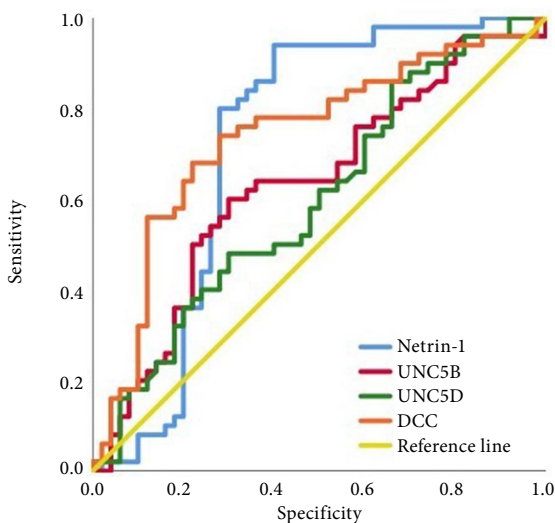 1.0
0.8
0.6
0.4
0.2
0.0
Sensitivity
Netrin-1
UNC5B
UNC5D
DCC
Reference line
0.0 0.2 0.4 0.6 0.8 1.0
Specificity